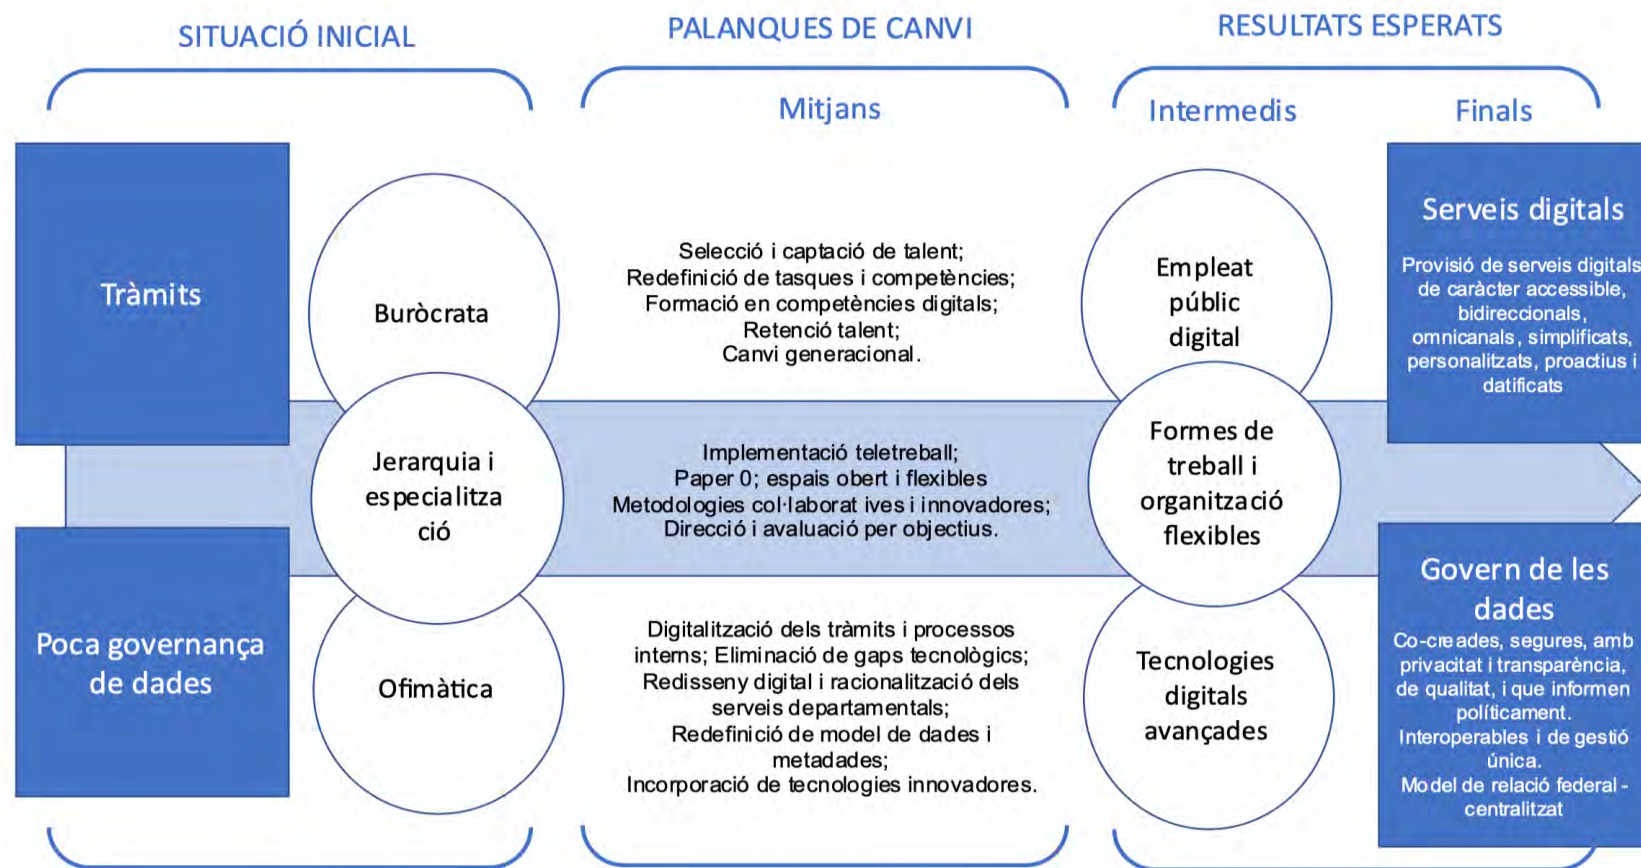 SITUACIÓ INICIAL
PALANQUES DE CANVI
RESULTATS ESPERATS
Mitjans
Intermedis
Finals
Tràmits
Poca governança
de dades
Buròcrata
Jerarquia i
especialitza
ció
Ofimàtica
Selecció i captació de talent;
Redefinició de tasques i competències;
Formació en competències digitals;
Retenció talent;
Canvi generacional.
Implementació teletreball;
Paper 0; espais obert i flexibles
Metodologies col·laborat ives i innovadores;
Direcció i avaluació per objectius.
Digitalització dels tràmits i processos
interns; Eliminació de gaps tecnològics;
Redisseny digital i racionalització dels
serveis departamentals;
Redefinició de model de dades i
metadades;
Incorporació de tecnologies innovadores.
Empleat
públic
digital
Formes de
treball i
organització
flexibles
Tecnologies
digitals
avançades
Serveis digitals
Provisió de serveis digitals
de caràcter accessible,
bidireccionals,
omnicanals, simplificats,
personalitzats, proactius i
datificats
Govern de les
dades
Co-creades, segures, amb
privacitat i transparència,
de qualitat, i que informen
políticament.
Interoperables i de gestió
única.
Model de relació federal-
centralitzat